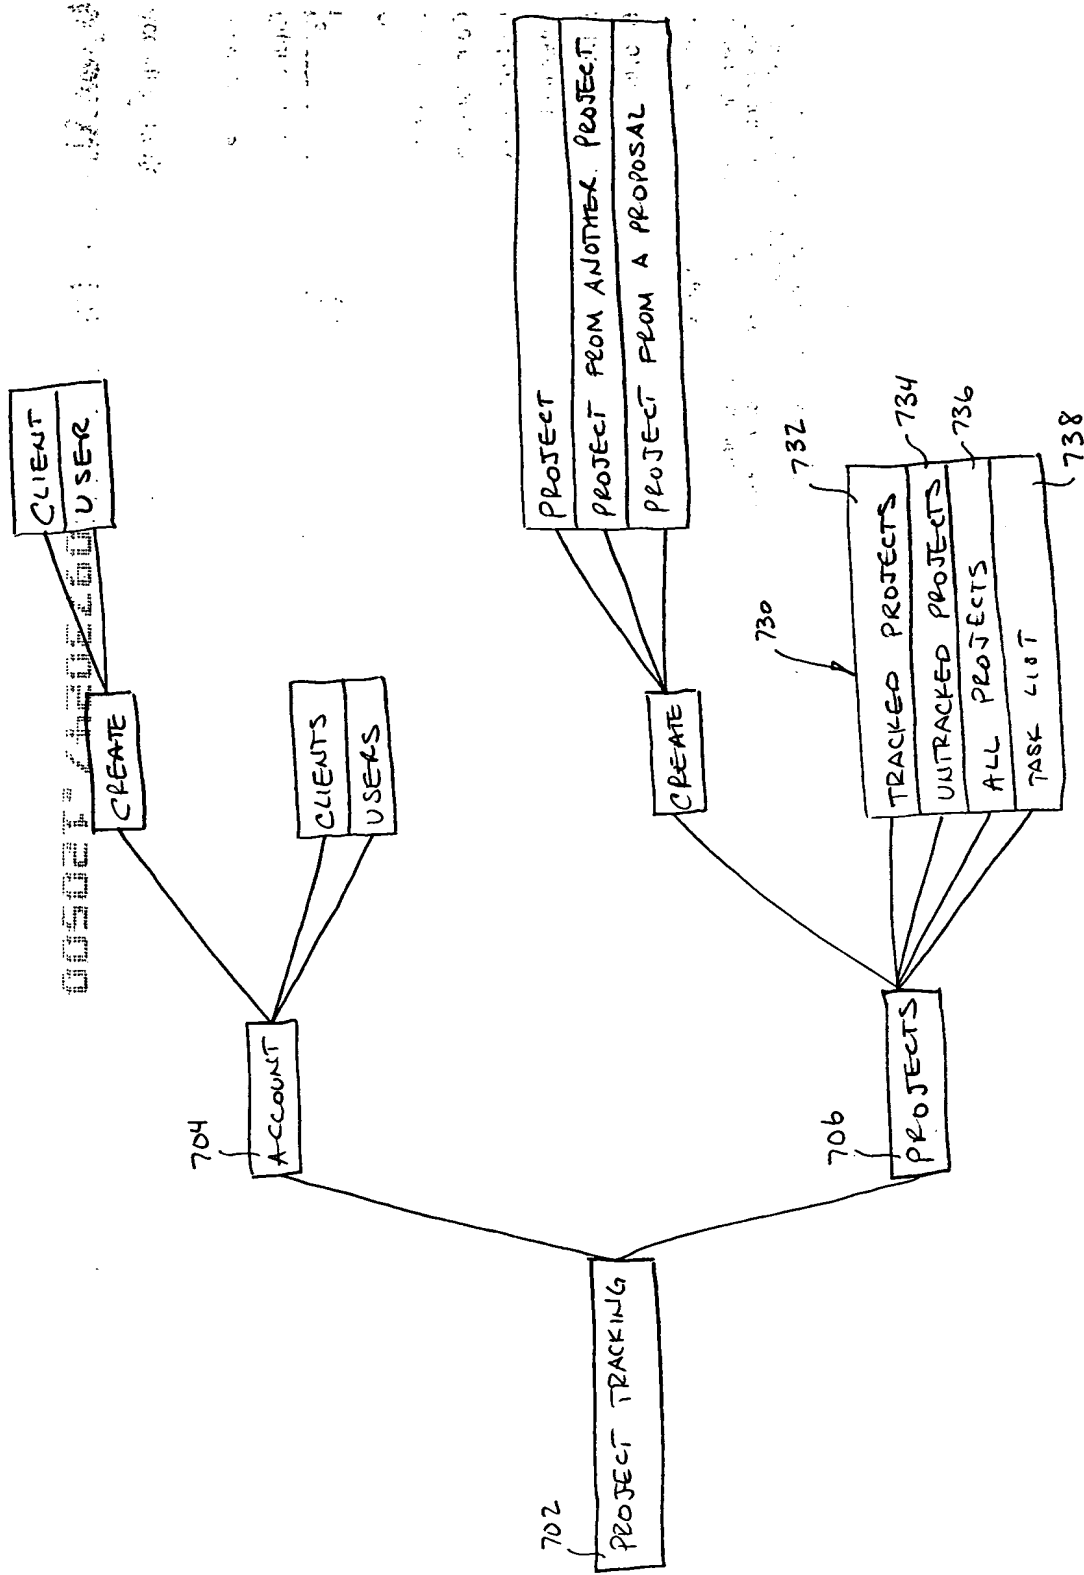 CLIENT
USER
CREATE
CLIENTS
USERS
704
ACCOUNT
702
PROJECT TRACKING
PROJECT
PROJECT FROM ANOTHER PROJECT
PROJECT FROM A PROPOSAL
CREATE
706
PROJECTS
730
732
TRACKED PROJECTS
734
UNTRACKED PROJECTS
736
ALL PROJECTS
738
TASK LIST